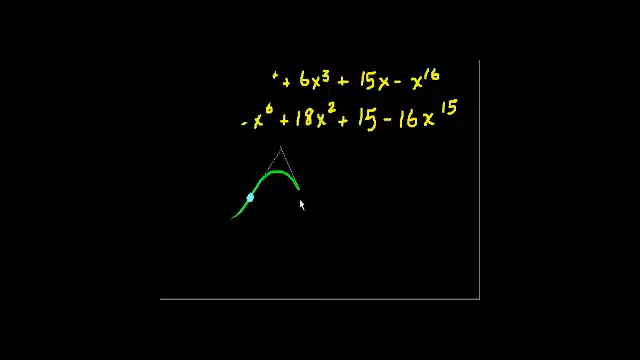 + 6x³ + 15x - x¹⁶
- x⁶ + 18x² + 15 - 16x¹⁵